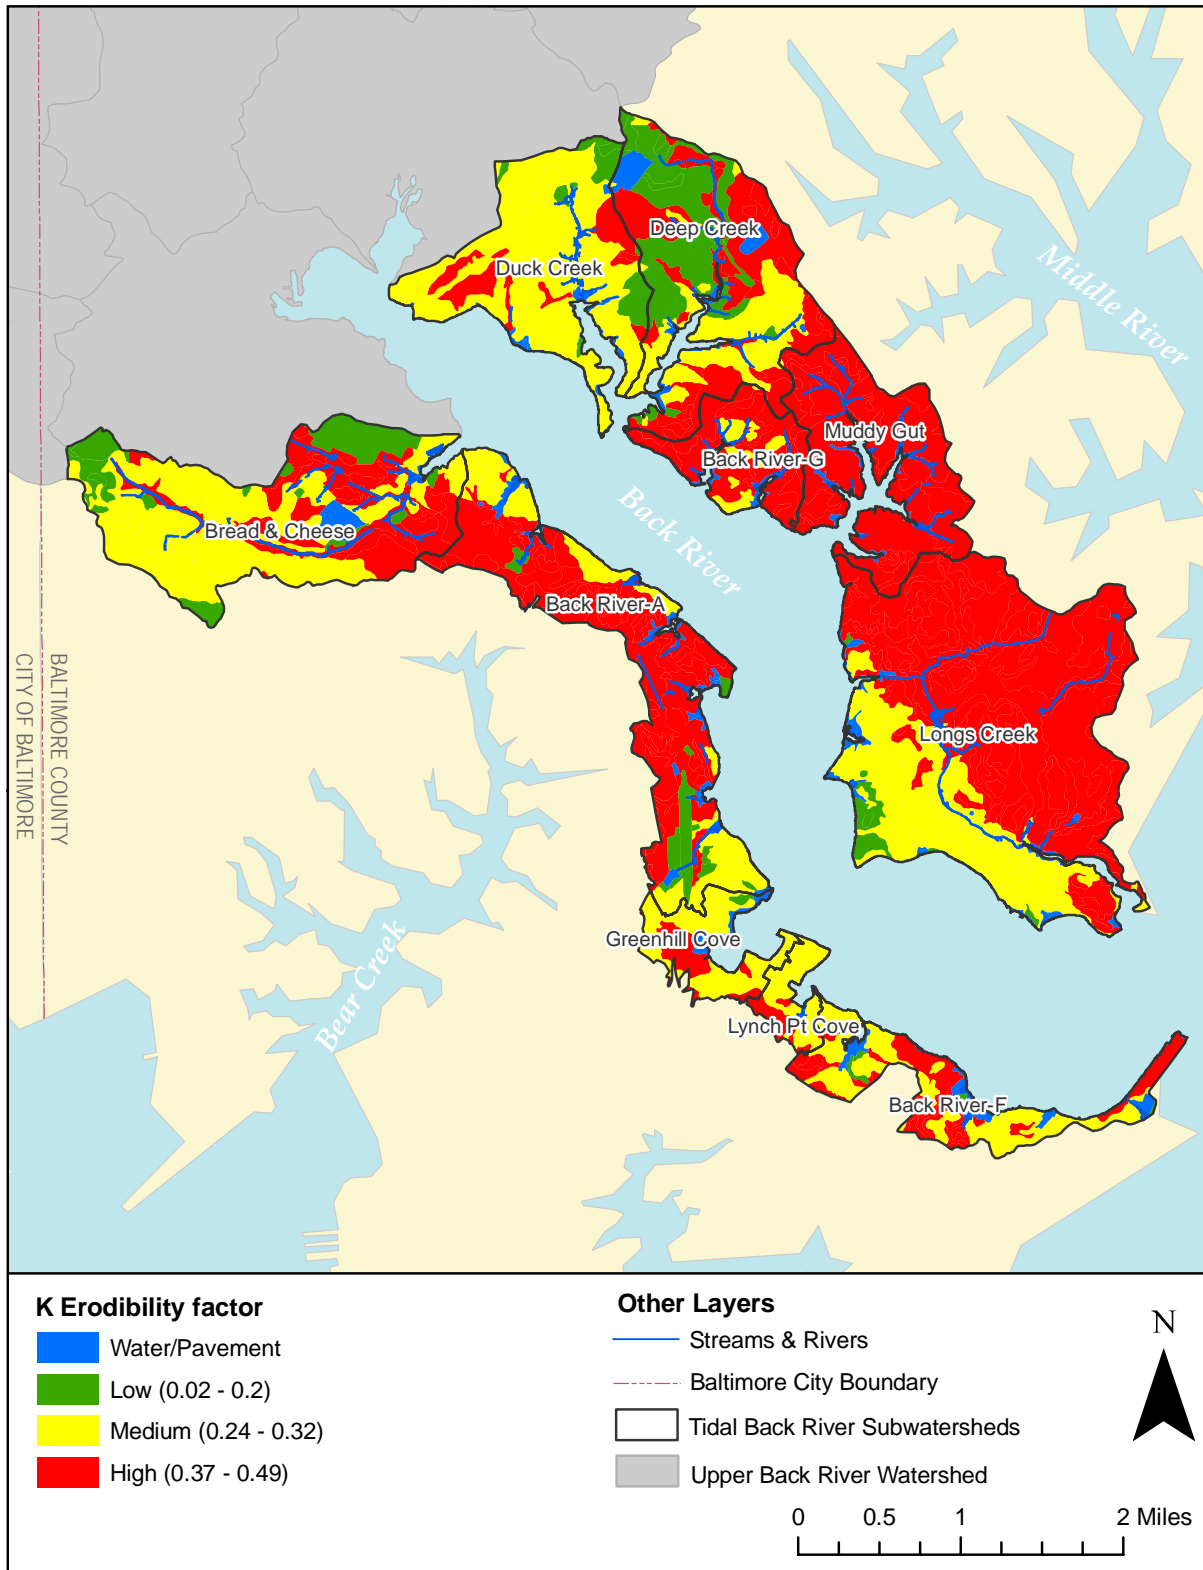 Deep Creek
Duck Creek
Middle River
Muddy Gut
Back River-G
Back River
Bread & Cheese
Back River-A
BALTIMORE COUNTY
CITY OF BALTIMORE
Longs Creek
Greenhill Cove
Bear Creek
Lynch Pt Cove
Back River-F
K Erodibility factor
Water/Pavement
Low (0.02 - 0.2)
Medium (0.24 - 0.32)
High (0.37 - 0.49)
Other Layers
Streams & Rivers
Baltimore City Boundary
Tidal Back River Subwatersheds
Upper Back River Watershed
N
0 0.5 1 2 Miles